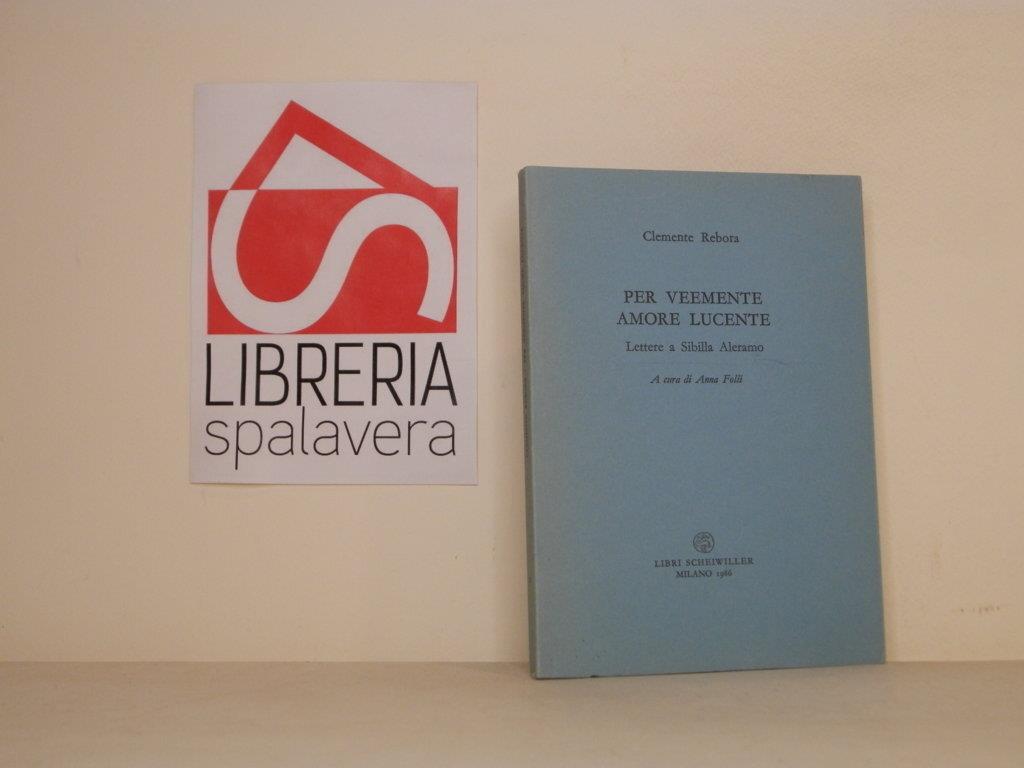 LIBRERIA
spalavera
Clemente Rebora
PER VEEMENTE
AMORE LUCENTE
Lettere a Sibilla Aleramo
A cura di Anna Folli
LIBRI SCHEIWILLER
MILANO 1986